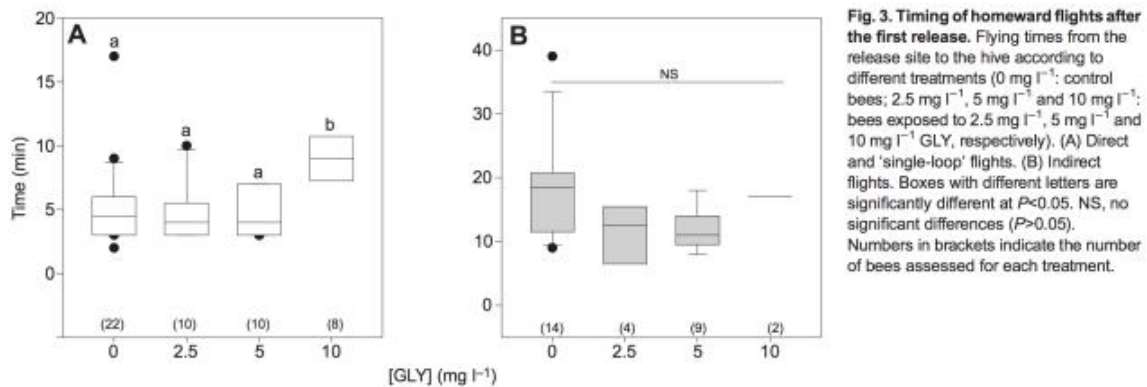 A
B
20
15
10
5
0
Time (min)
a
a
a
b
(22)
(10)
(10)
(8)
0
2.5
5
10
40
30
20
10
0
NS
(14)
(4)
(9)
(2)
0
2.5
5
10
[GLY] (mg l⁻¹)
Fig. 3. Timing of homeward flights after
the first release. Flying times from the
release site to the hive according to
different treatments (0 mg l⁻¹: control
bees; 2.5 mg l⁻¹, 5 mg l⁻¹ and 10 mg l⁻¹:
bees exposed to 2.5 mg l⁻¹, 5 mg l⁻¹ and
10 mg l⁻¹ GLY, respectively). (A) Direct
and ‘single-loop’ flights. (B) Indirect
flights. Boxes with different letters are
significantly different at P<0.05. NS, no
significant differences (P>0.05).
Numbers in brackets indicate the number
of bees assessed for each treatment.